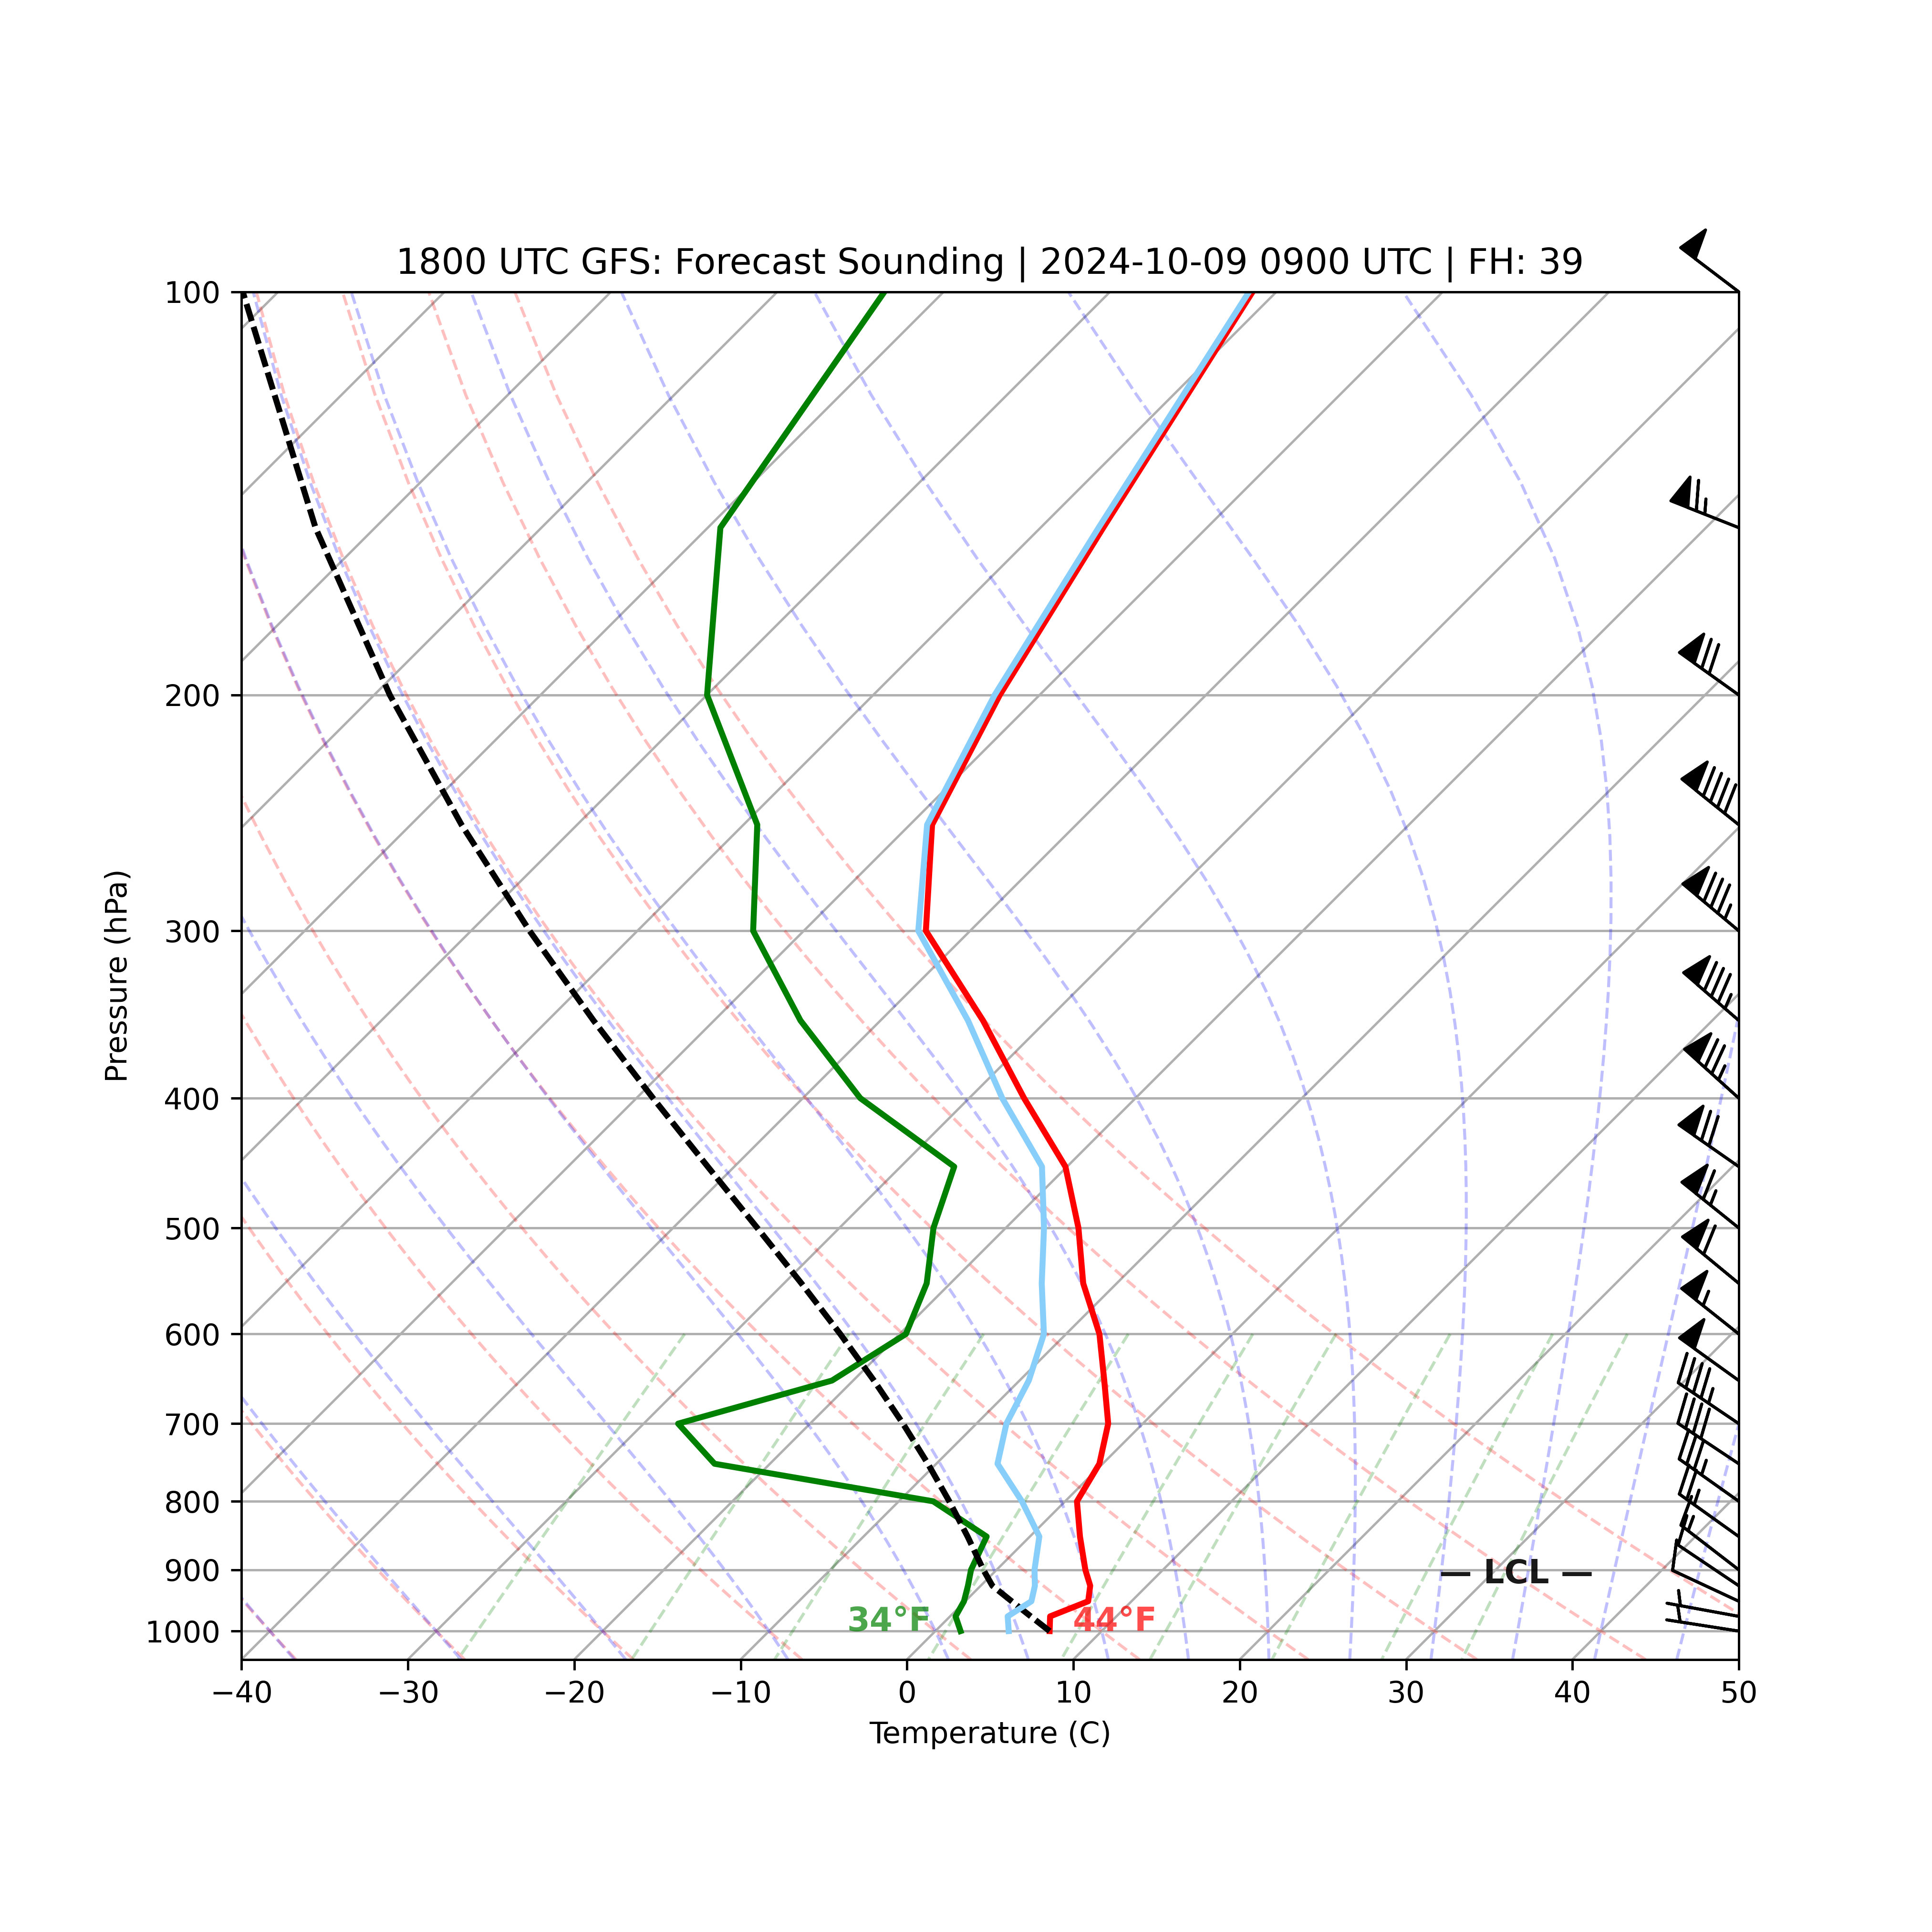 1800 UTC GFS: Forecast Sounding | 2024-10-09 0900 UTC | FH: 39
100
200
300
400
500
600
700
800
900
1000
Pressure (hPa)
— LCL —
34°F
44°F
−40 −30 −20 −10 0 10 20 30 40 50
Temperature (C)